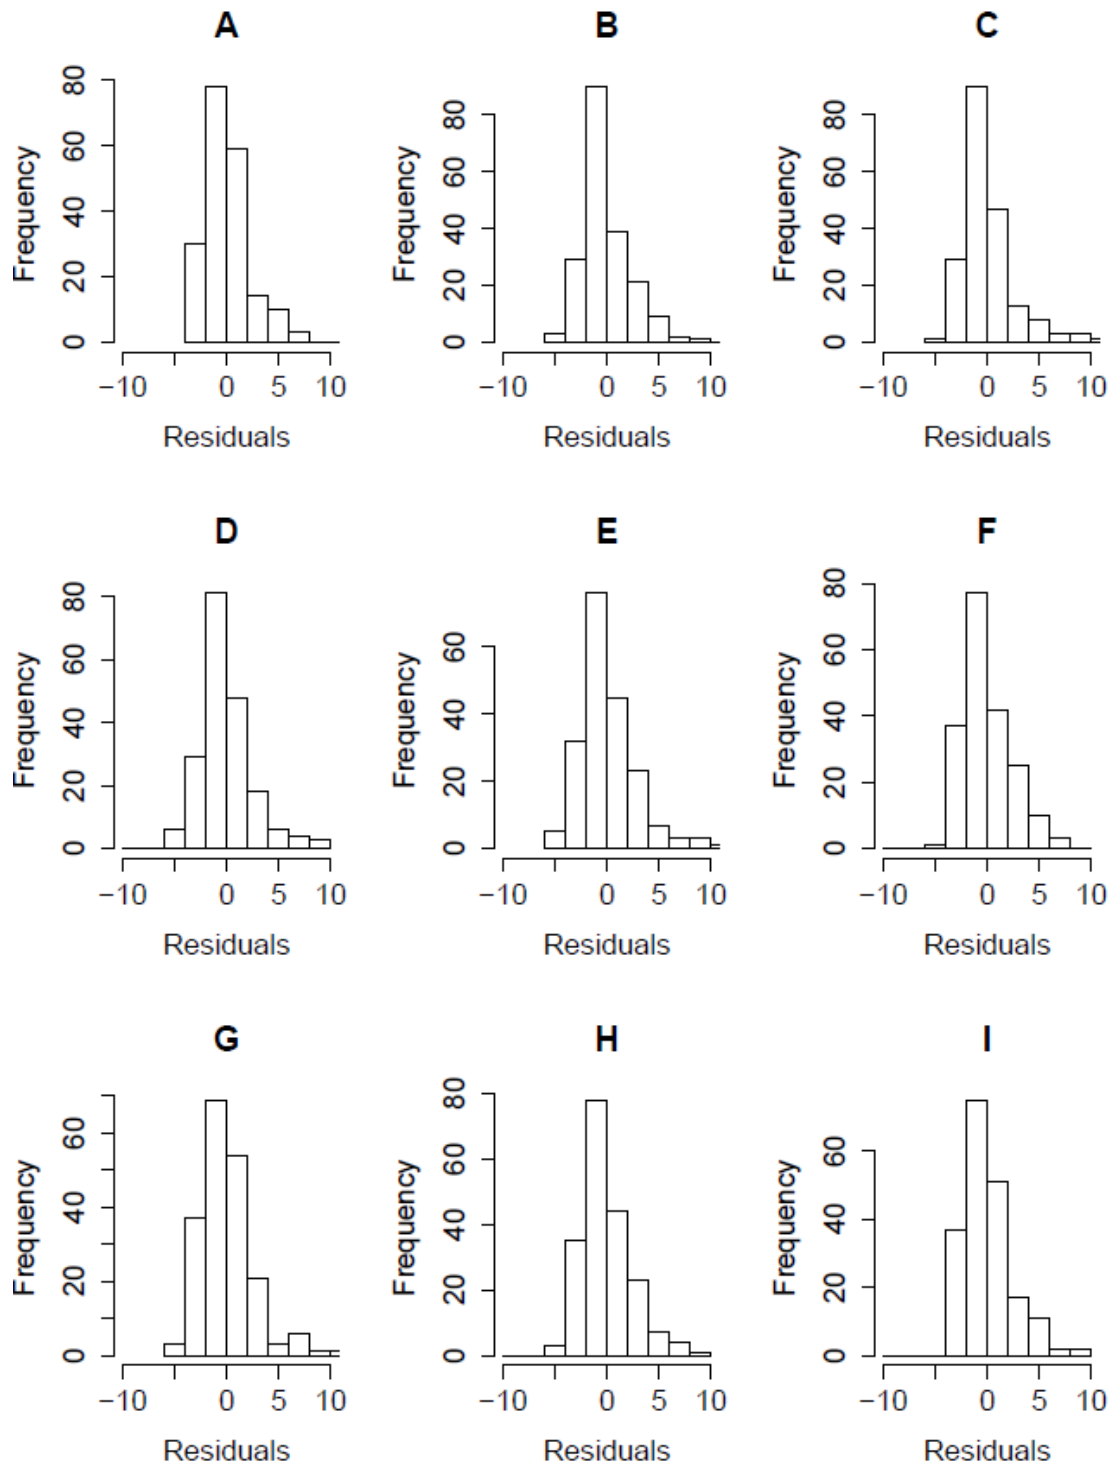 A B C
Frequency 0 20 40 60 80 Frequency 0 20 40 60 80 Frequency 0 20 40 60 80
−10 0 5 10 −10 0 5 10 −10 0 5 10
Residuals Residuals Residuals
D E F
Frequency 0 20 40 60 80 Frequency 0 20 40 60 Frequency 0 20 40 60 80
−10 0 5 10 −10 0 5 10 −10 0 5 10
Residuals Residuals Residuals
G H I
Frequency 0 20 40 60 Frequency 0 20 40 60 80 Frequency 0 20 40 60
−10 0 5 10 −10 0 5 10 −10 0 5 10
Residuals Residuals Residuals